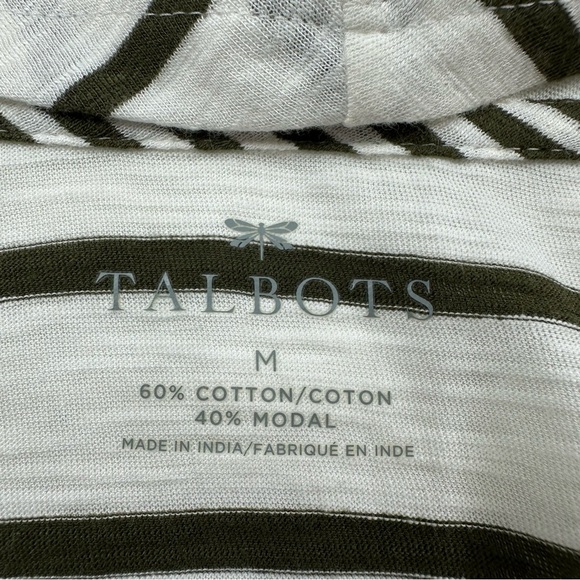 TALBOTS
M
60% COTTON/COTON
40% MODAL
MADE IN INDIA/FABRIQUÉ EN INDE